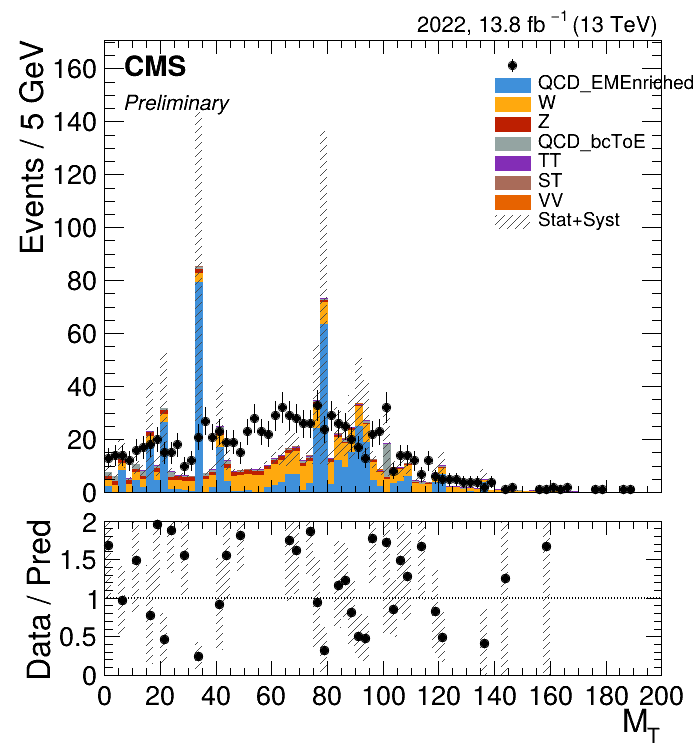 2022, 13.8 fb⁻¹ (13 TeV)
CMS
Preliminary
Events / 5 GeV
160
140
120
100
80
60
40
20
0
QCD_EMEnriched
W
Z
QCD_bcToE
TT
ST
VV
Stat+Syst
Data / Pred
2
1.5
1
0.5
0
0 20 40 60 80 100 120 140 160 180 200
M_T